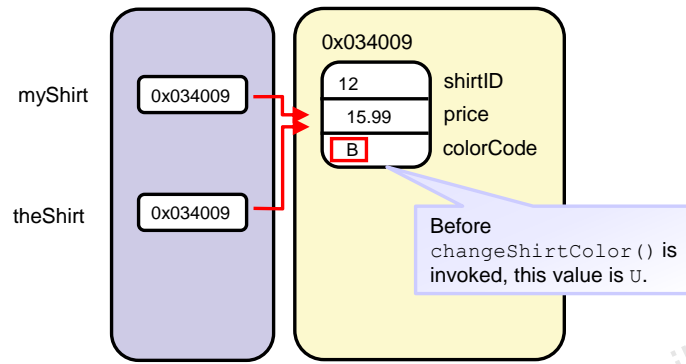 0x034009
myShirt 0x034009 12 shirtID
15.99 price
B colorCode
theShirt 0x034009
Before
changeShirtColor() is
invoked, this value is U.